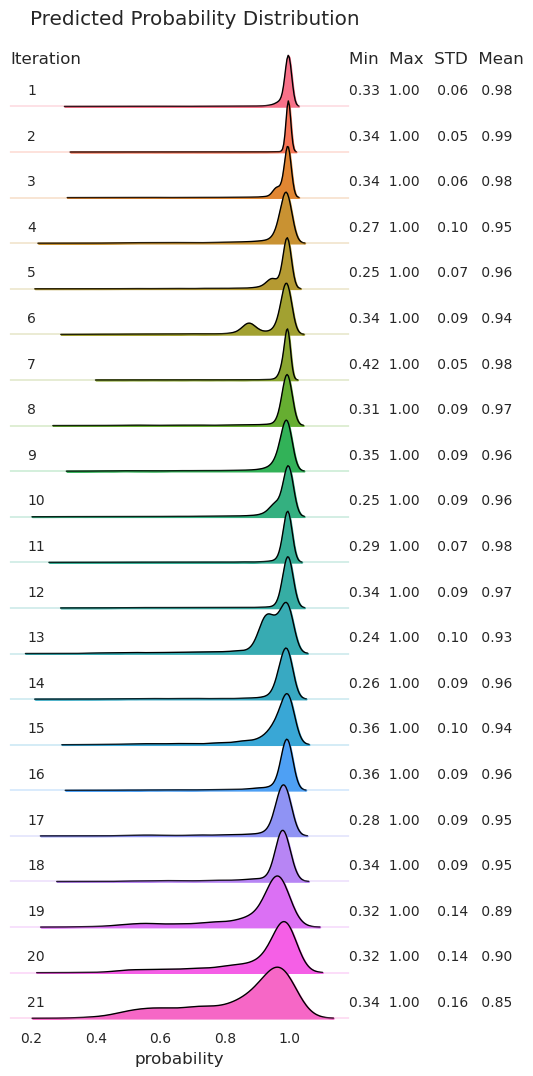 Predicted Probability Distribution
Iteration Min Max STD Mean
1 0.33 1.00 0.06 0.98
2 0.34 1.00 0.05 0.99
3 0.34 1.00 0.06 0.98
4 0.27 1.00 0.10 0.95
5 0.25 1.00 0.07 0.96
6 0.34 1.00 0.09 0.94
7 0.42 1.00 0.05 0.98
8 0.31 1.00 0.09 0.97
9 0.35 1.00 0.09 0.96
10 0.25 1.00 0.09 0.96
11 0.29 1.00 0.07 0.98
12 0.34 1.00 0.09 0.97
13 0.24 1.00 0.10 0.93
14 0.26 1.00 0.09 0.96
15 0.36 1.00 0.10 0.94
16 0.36 1.00 0.09 0.96
17 0.28 1.00 0.09 0.95
18 0.34 1.00 0.09 0.95
19 0.32 1.00 0.14 0.89
20 0.32 1.00 0.14 0.90
21 0.34 1.00 0.16 0.85
0.2 0.4 0.6 0.8 1.0
probability